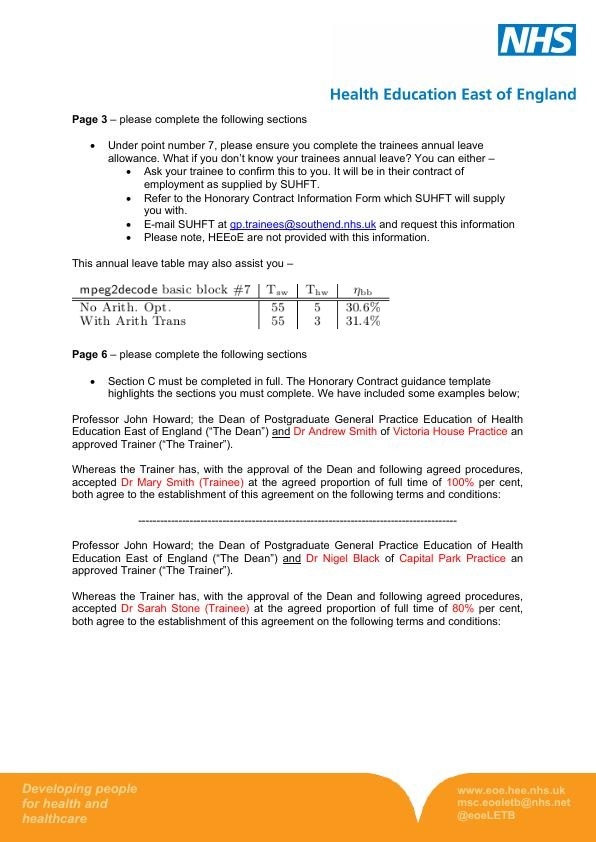 NHS
Health Education East of England
Page 3 – please complete the following sections
• Under point number 7, please ensure you complete the trainees annual leave
allowance. What if you don't know your trainees annual leave? You can either –
• Ask your trainee to confirm this to you. It will be in their contract of
employment as supplied by SUHFT.
• Refer to the Honorary Contract Information Form which SUHFT will supply
you with.
• E-mail SUHFT at gp.trainees@southend.nhs.uk and request this information
• Please note, HEEoE are not provided with this information.
This annual leave table may also assist you –
mpeg2decode basic block #7 | Tsw | Thw | ηbb
No Arith. Opt. | 55 | 5 | 30.6%
With Arith Trans | 55 | 3 | 31.4%
Page 6 – please complete the following sections
• Section C must be completed in full. The Honorary Contract guidance template
highlights the sections you must complete. We have included some examples below;
Professor John Howard; the Dean of Postgraduate General Practice Education of Health
Education East of England (“The Dean”) and Dr Andrew Smith of Victoria House Practice an
approved Trainer (“The Trainer”).
Whereas the Trainer has, with the approval of the Dean and following agreed procedures,
accepted Dr Mary Smith (Trainee) at the agreed proportion of full time of 100% per cent,
both agree to the establishment of this agreement on the following terms and conditions:
--------------------------------------------------------------------------------------
Professor John Howard; the Dean of Postgraduate General Practice Education of Health
Education East of England (“The Dean”) and Dr Nigel Black of Capital Park Practice an
approved Trainer (“The Trainer”).
Whereas the Trainer has, with the approval of the Dean and following agreed procedures,
accepted Dr Sarah Stone (Trainee) at the agreed proportion of full time of 80% per cent,
both agree to the establishment of this agreement on the following terms and conditions:
Developing people
for health and
healthcare
www.eoe.hee.nhs.uk
msc.eoeletb@nhs.net
@eoeLETB